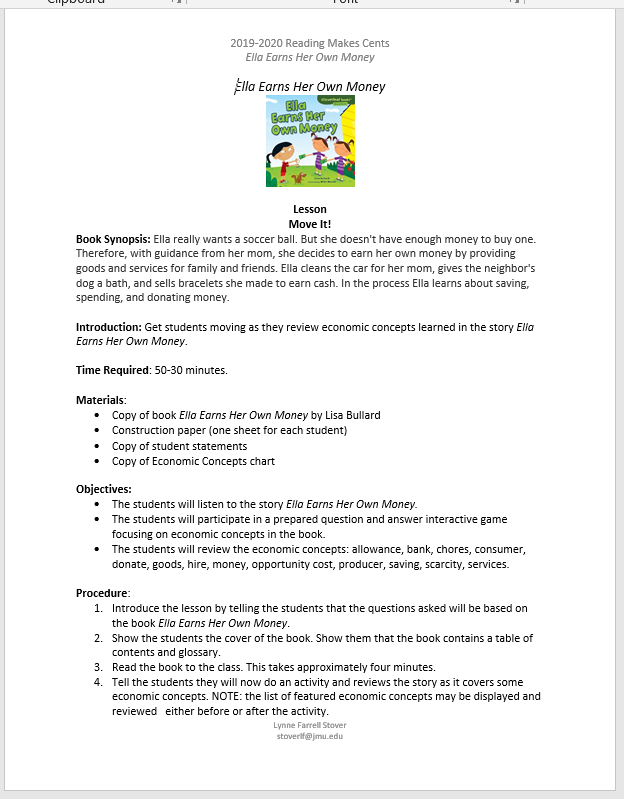 Clipboard
Font
2019-2020 Reading Makes Cents
Ella Earns Her Own Money
Ella Earns Her Own Money
Ella
Earns Her
Own Money
Lesson
Move It!
Book Synopsis: Ella really wants a soccer ball. But she doesn't have enough money to buy one.
Therefore, with guidance from her mom, she decides to earn her own money by providing
goods and services for family and friends. Ella cleans the car for her mom, gives the neighbor's
dog a bath, and sells bracelets she made to earn cash. In the process Ella learns about saving,
spending, and donating money.
Introduction: Get students moving as they review economic concepts learned in the story Ella
Earns Her Own Money.
Time Required: 50-30 minutes.
Materials:
• Copy of book Ella Earns Her Own Money by Lisa Bullard
• Construction paper (one sheet for each student)
• Copy of student statements
• Copy of Economic Concepts chart
Objectives:
• The students will listen to the story Ella Earns Her Own Money.
• The students will participate in a prepared question and answer interactive game
focusing on economic concepts in the book.
• The students will review the economic concepts: allowance, bank, chores, consumer,
donate, goods, hire, money, opportunity cost, producer, saving, scarcity, services.
Procedure:
1. Introduce the lesson by telling the students that the questions asked will be based on
the book Ella Earns Her Own Money.
2. Show the students the cover of the book. Show them that the book contains a table of
contents and glossary.
3. Read the book to the class. This takes approximately four minutes.
4. Tell the students they will now do an activity and reviews the story as it covers some
economic concepts. NOTE: the list of featured economic concepts may be displayed and
reviewed either before or after the activity.
Lynne Farrell Stover
stoverlf@jmu.edu